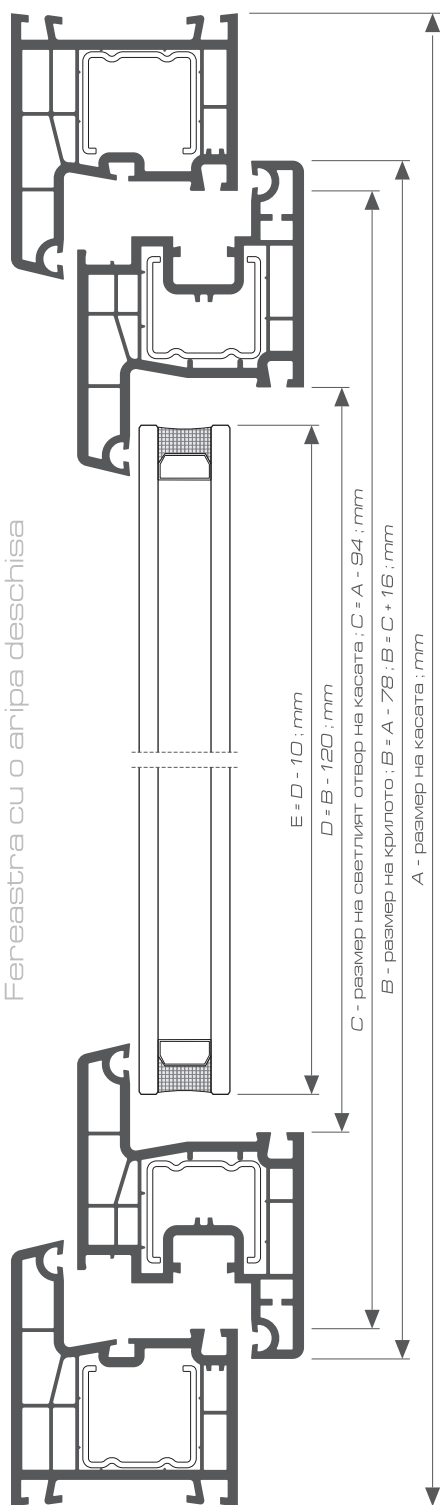 Fereastra cu o aripa deschisa
E = D - 10 ; mm
D = B - 120 ; mm
C - размер на светлият отвор на касата ; C = A - 94 ; mm
B - размер на крилото ; B = A - 78 ; B = C + 16 ; mm
A - размер на касата ; mm